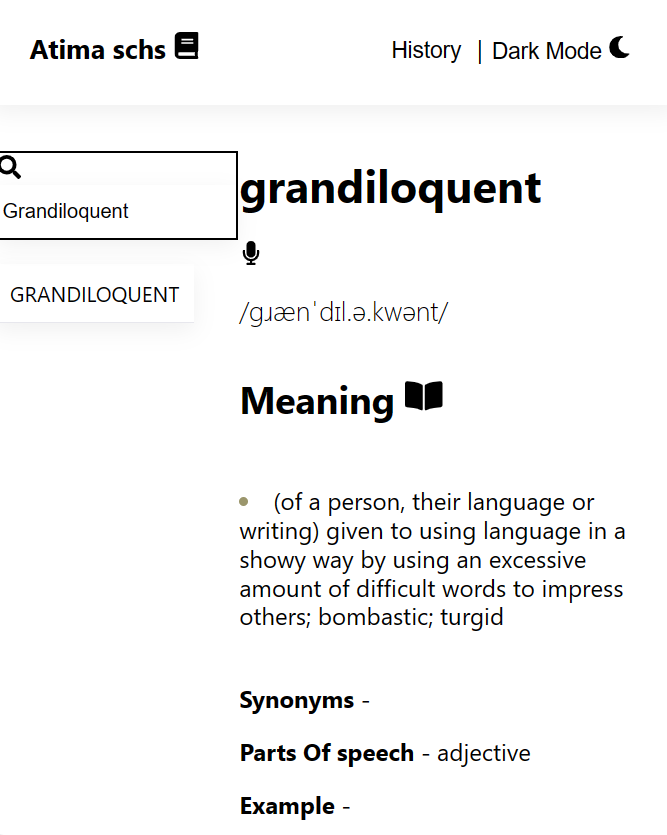 Atima schs
History | Dark Mode
Grandiloquent
GRANDILOQUENT
grandiloquent
/ɡɹænˈdɪl.ə.kwənt/
Meaning
(of a person, their language or
writing) given to using language in a
showy way by using an excessive
amount of difficult words to impress
others; bombastic; turgid
Synonyms -
Parts Of speech - adjective
Example -